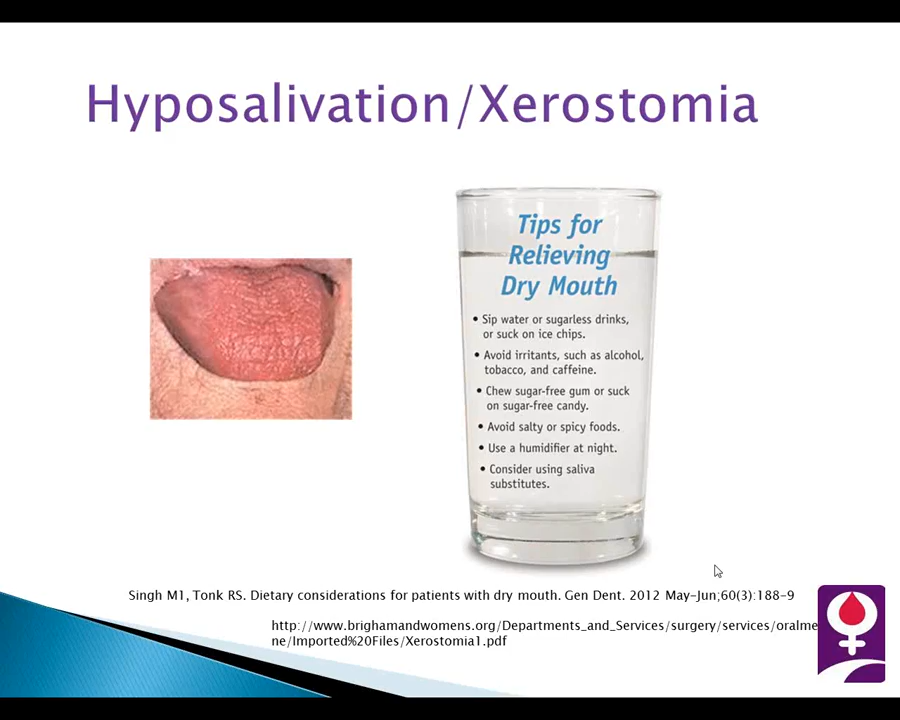 Hyposalivation/Xerostomia
Tips for
Relieving
Dry Mouth
• Sip water or sugarless drinks,
or suck on ice chips.
• Avoid irritants, such as alcohol,
tobacco, and caffeine.
• Chew sugar-free gum or suck
on sugar-free candy.
• Avoid salty or spicy foods.
• Use a humidifier at night.
• Consider using saliva
substitutes.
Singh M1, Tonk RS. Dietary considerations for patients with dry mouth. Gen Dent. 2012 May-Jun;60(3):188-9
http://www.brighamandwomens.org/Departments_and_Services/surgery/services/oralme
ne/Imported%20Files/Xerostomia1.pdf